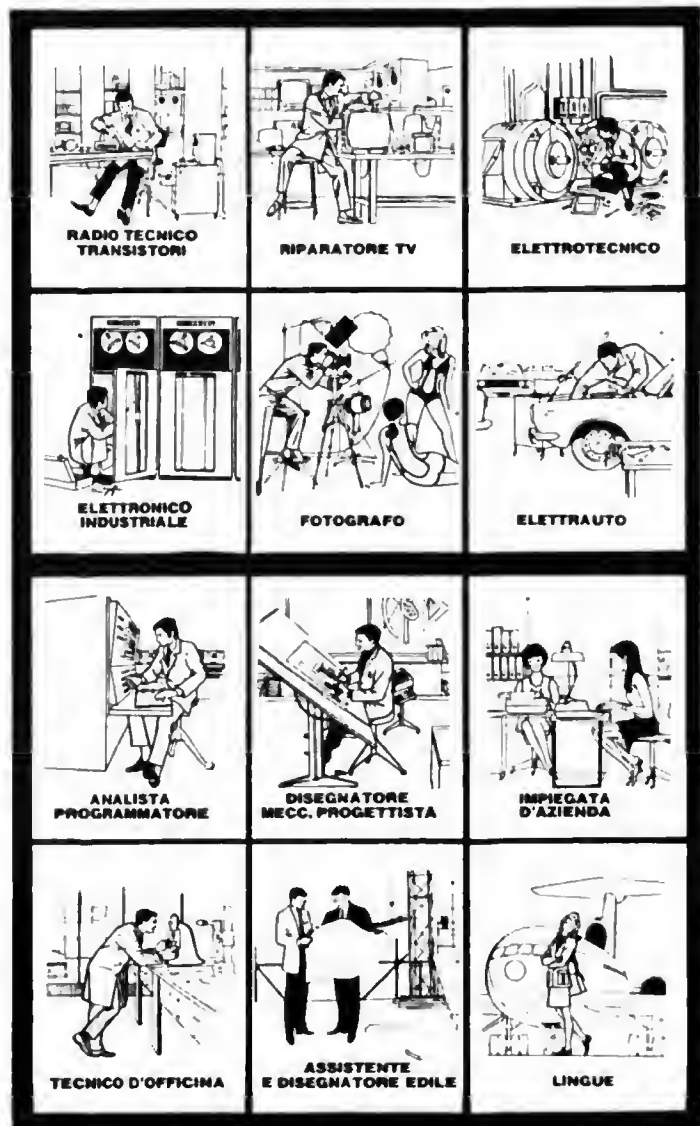 RADIO TECNICO
TRANSISTORI
RIPARATORE TV
ELETTROTECNICO
ELETTRONICO
INDUSTRIALE
FOTOGRAFO
ELETTRAUTO
ANALISTA
PROGRAMMATORE
DISEGNATORE
MECC. PROGETTISTA
IMPIEGATA
D'AZIENDA
TECNICO D'OFFICINA
ASSISTENTE
E DISEGNATORE EDILE
LINGUE